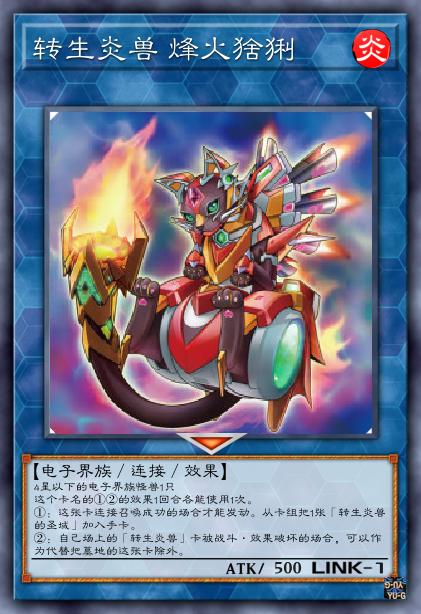 转生炎兽 烽火猞猁
炎
【电子界族/连接/效果】
4星以下的电子界族怪兽1只
这个卡名的①②的效果1回合各能使用1次。
①：这张卡连接召唤成功的场合才能发动。从卡组把1张「转生炎兽
的圣域」加入手卡。
②：自己场上的「转生炎兽」卡被战斗·效果破坏的场合，可以作
为代替把墓地的这张卡除外。
ATK/ 500 LINK-1